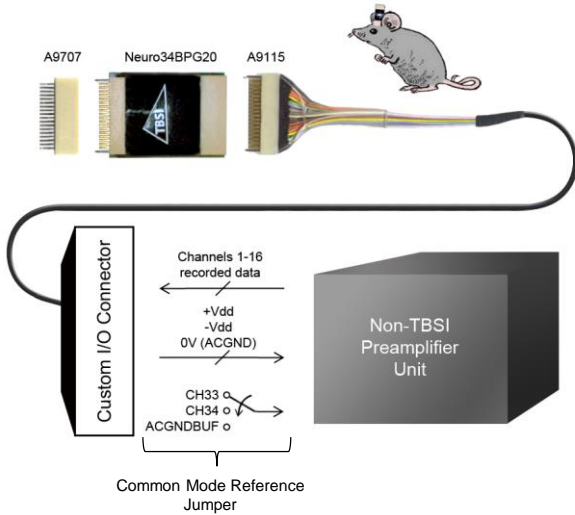 A9707 Neuro34BPG20 A9115
TBSI
Custom I/O Connector
Channels 1-16
recorded data
+Vdd
-Vdd
0V (ACGND)
CH33
CH34
ACGNDBUF
Non-TBSI
Preamplifier
Unit
Common Mode Reference
Jumper